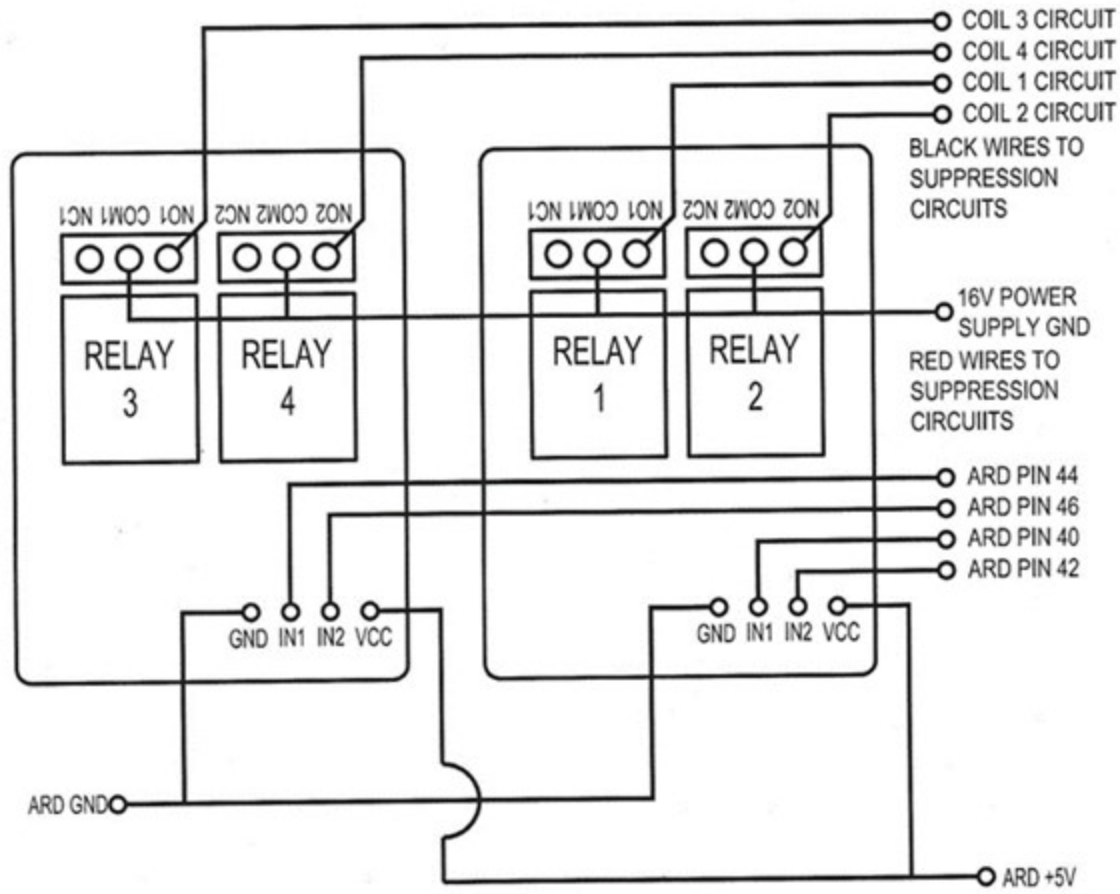 COIL 3 CIRCUIT
COIL 4 CIRCUIT
COIL 1 CIRCUIT
COIL 2 CIRCUIT
BLACK WIRES TO
SUPPRESSION
CIRCUITS
NC1 COM1 NO1
NC2 COM2 NO2
NC1 COM1 NO1
NC2 COM2 NO2
16V POWER
SUPPLY GND
RELAY
3
RELAY
4
RELAY
1
RELAY
2
RED WIRES TO
SUPPRESSION
CIRCUIITS
ARD PIN 44
ARD PIN 46
ARD PIN 40
ARD PIN 42
GND IN1 IN2 VCC
GND IN1 IN2 VCC
ARD GND
ARD +5V